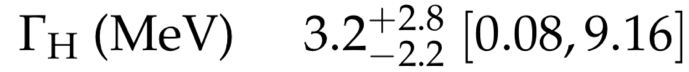 Γ_H (MeV) 3.2^{+2.8}_{−2.2} [0.08, 9.16]